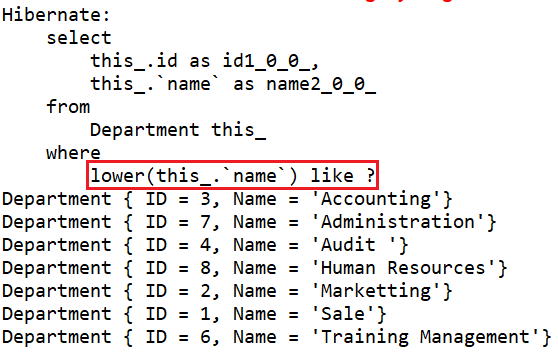 Hibernate:
select
this_.id as id1_0_0_,
this_.`name` as name2_0_0_
from
Department this_
where
lower(this_.`name`) like ?
Department { ID = 3, Name = 'Accounting'}
Department { ID = 7, Name = 'Administration'}
Department { ID = 4, Name = 'Audit '}
Department { ID = 8, Name = 'Human Resources'}
Department { ID = 2, Name = 'Marketting'}
Department { ID = 1, Name = 'Sale'}
Department { ID = 6, Name = 'Training Management'}